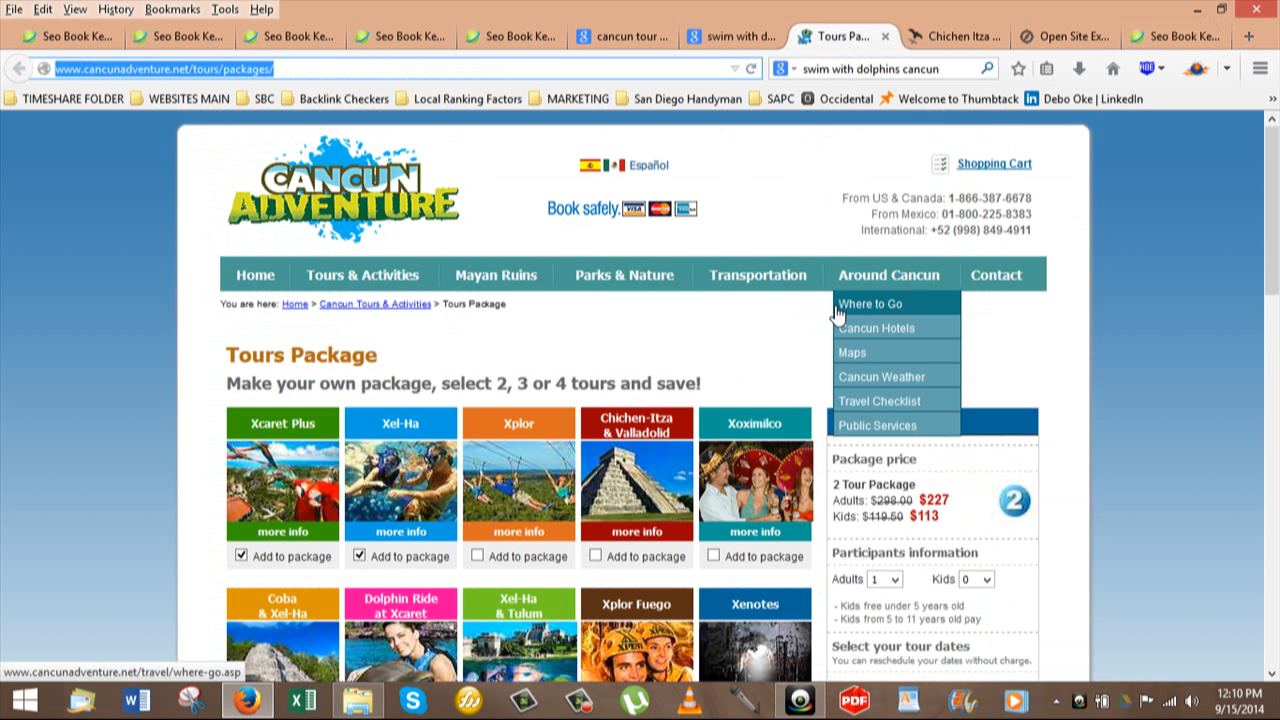 File Edit View History Bookmarks Tools Help
Seo Book Ke... Seo Book Ke... Seo Book Ke... Seo Book Ke... Seo Book Ke... cancun tour ... swim with d... Tours Pa... Chichen Itza ... Open Site Ex... Seo Book Ke...
www.cancunadventure.net/tours/packages/ swim with dolphins cancun
TIMESHARE FOLDER WEBSITES MAIN SBC Backlink Checkers Local Ranking Factors MARKETING San Diego Handyman SAPC Occidental Welcome to Thumbtack Debo Oke | LinkedIn »
CANCUN
ADVENTURE
Español
Book safely. VISA
Shopping Cart
From US & Canada: 1-866-387-6678
From Mexico: 01-800-225-8383
International: +52 (998) 849-4911
Home Tours & Activities Mayan Ruins Parks & Nature Transportation Around Cancun Contact
You are here: Home > Cancun Tours & Activities > Tours Package
Where to Go
Cancun Hotels
Maps
Cancun Weather
Travel Checklist
Public Services
Tours Package
Make your own package, select 2, 3 or 4 tours and save!
Xcaret Plus Xel-Ha Xplor Chichen-Itza & Valladolid Xoximilco
more info more info more info more info more info
Add to package Add to package Add to package Add to package Add to package
Coba & Xel-Ha Dolphin Ride at Xcaret Xel-Ha & Tulum Xplor Fuego Xenotes
Package price
2 Tour Package
Adults: $298.00 $227
Kids: $119.50 $113
2
Participants information
Adults 1 Kids 0
- Kids free under 5 years old
- Kids from 5 to 11 years old pay
Select your tour dates
You can reschedule your dates without charge.
www.cancunadventure.net/travel/where-go.asp
PDF
12:10 PM
9/15/2014